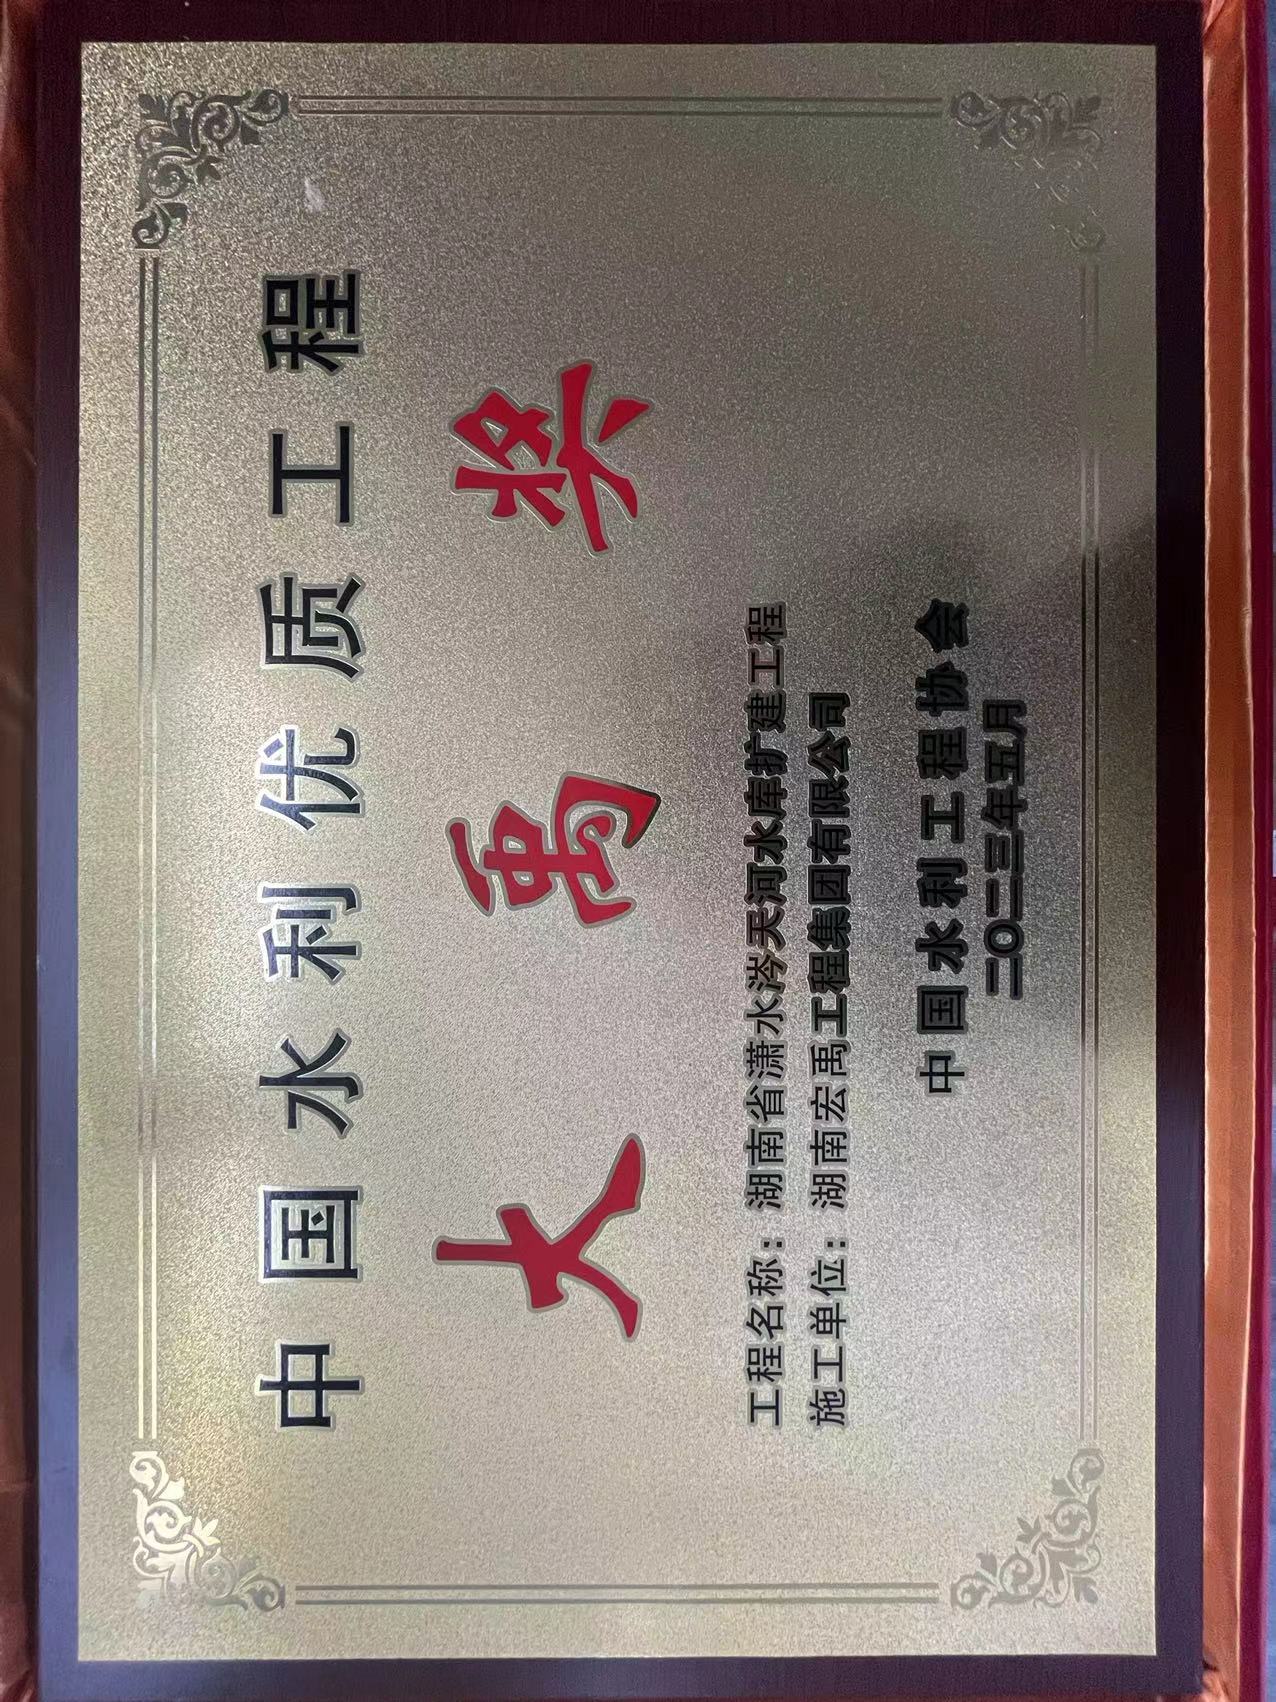 中国水利优质工程
大禹奖
工程名称：湖南省潇水涔天河水库扩建工程
施工单位：湖南宏禹工程集团有限公司
中国水利工程协会
二〇二三年五月